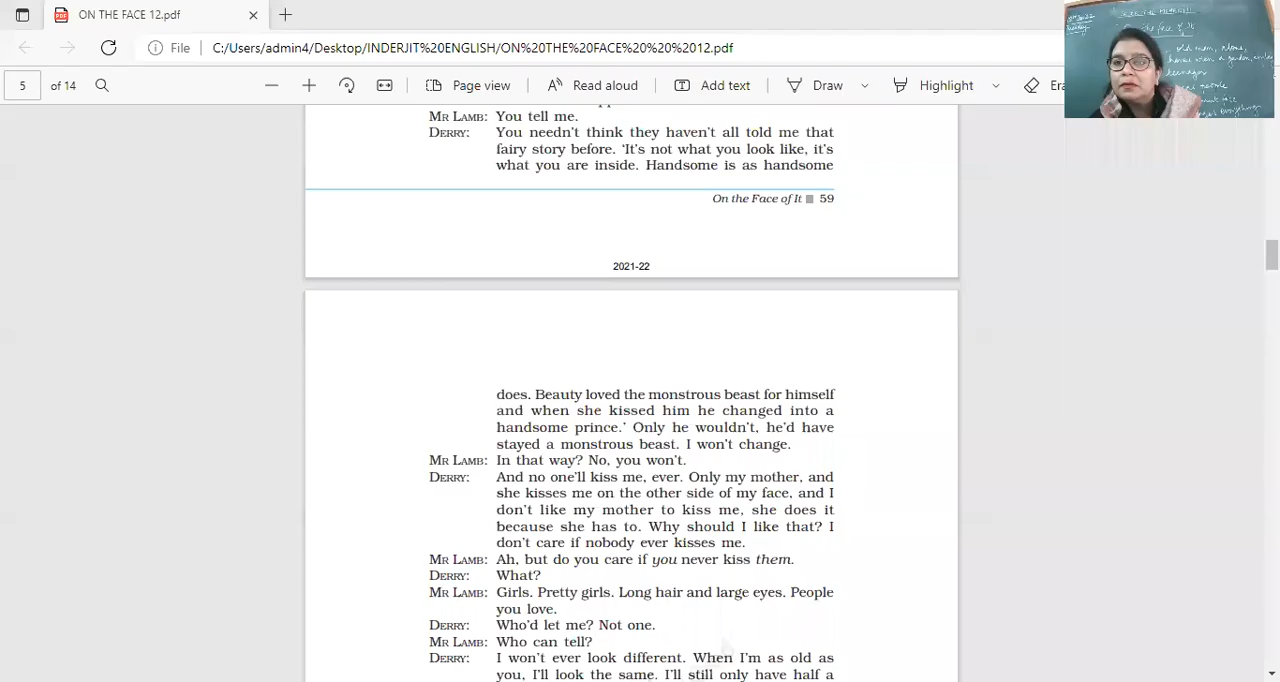 ON THE FACE 12.pdf
File
C:/Users/admin4/Desktop/INDERJIT%20ENGLISH/ON%20THE%20FACE%20%20%2012.pdf
5 of 14
Page view
Read aloud
Add text
Draw
Highlight
Era
MR LAMB: You tell me.
DERRY: You needn't think they haven't all told me that
fairy story before. 'It's not what you look like, it's
what you are inside. Handsome is as handsome
On the Face of It 59
2021-22
does. Beauty loved the monstrous beast for himself
and when she kissed him he changed into a
handsome prince.' Only he wouldn't, he'd have
stayed a monstrous beast. I won't change.
MR LAMB: In that way? No, you won't.
DERRY: And no one'll kiss me, ever. Only my mother, and
she kisses me on the other side of my face, and I
don't like my mother to kiss me, she does it
because she has to. Why should I like that? I
don't care if nobody ever kisses me.
MR LAMB: Ah, but do you care if you never kiss them.
DERRY: What?
MR LAMB: Girls. Pretty girls. Long hair and large eyes. People
you love.
DERRY: Who'd let me? Not one.
MR LAMB: Who can tell?
DERRY: I won't ever look different. When I'm as old as
you, I'll look the same. I'll still only have half a
face of It
old man, alone,
teenager
people
everything